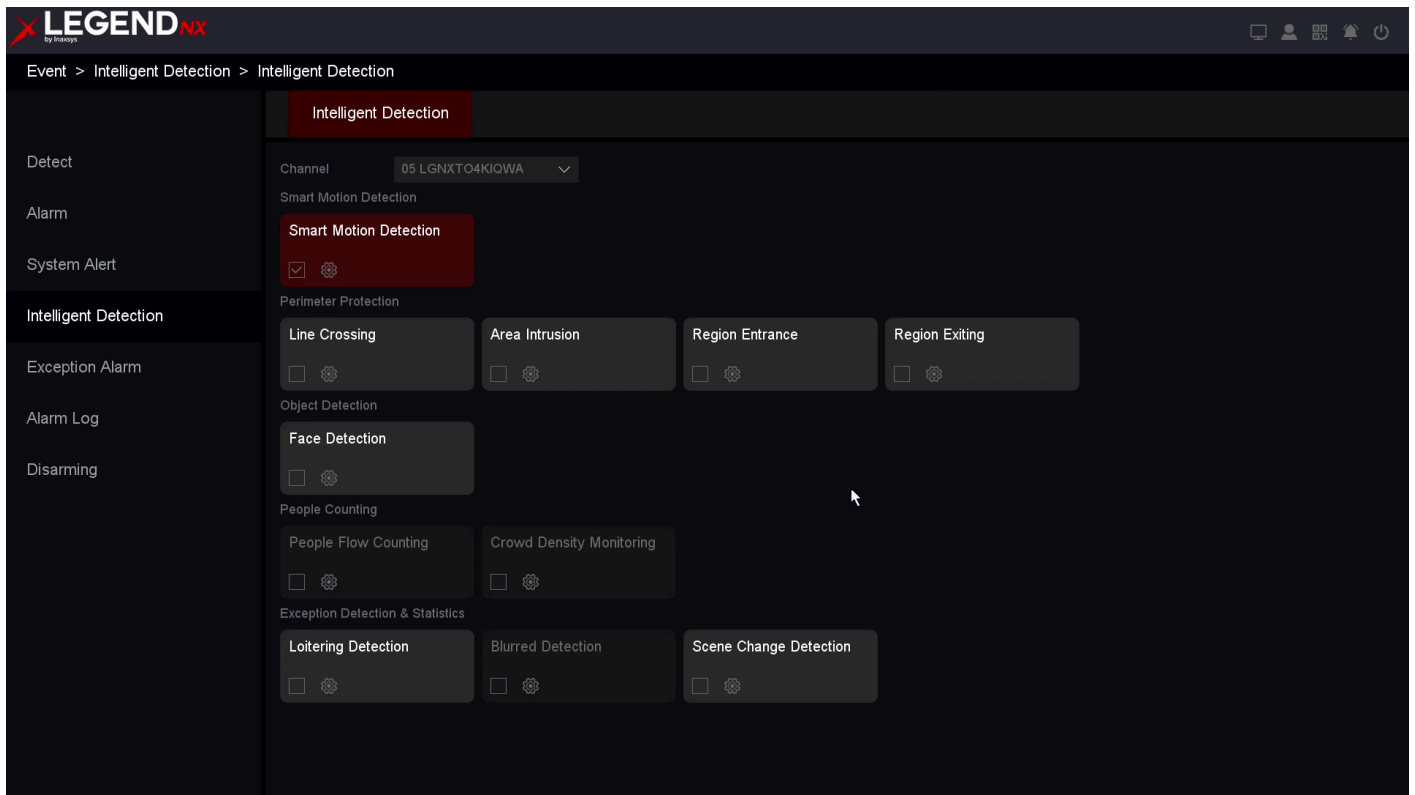 LEGENDNX
by Inaxsys
Event > Intelligent Detection > Intelligent Detection
Intelligent Detection
Detect
Alarm
System Alert
Intelligent Detection
Exception Alarm
Alarm Log
Disarming
Channel 05 LGNXTO4KIQWA
Smart Motion Detection
Smart Motion Detection
Perimeter Protection
Line Crossing Area Intrusion Region Entrance Region Exiting
Object Detection
Face Detection
People Counting
People Flow Counting Crowd Density Monitoring
Exception Detection & Statistics
Loitering Detection Blurred Detection Scene Change Detection